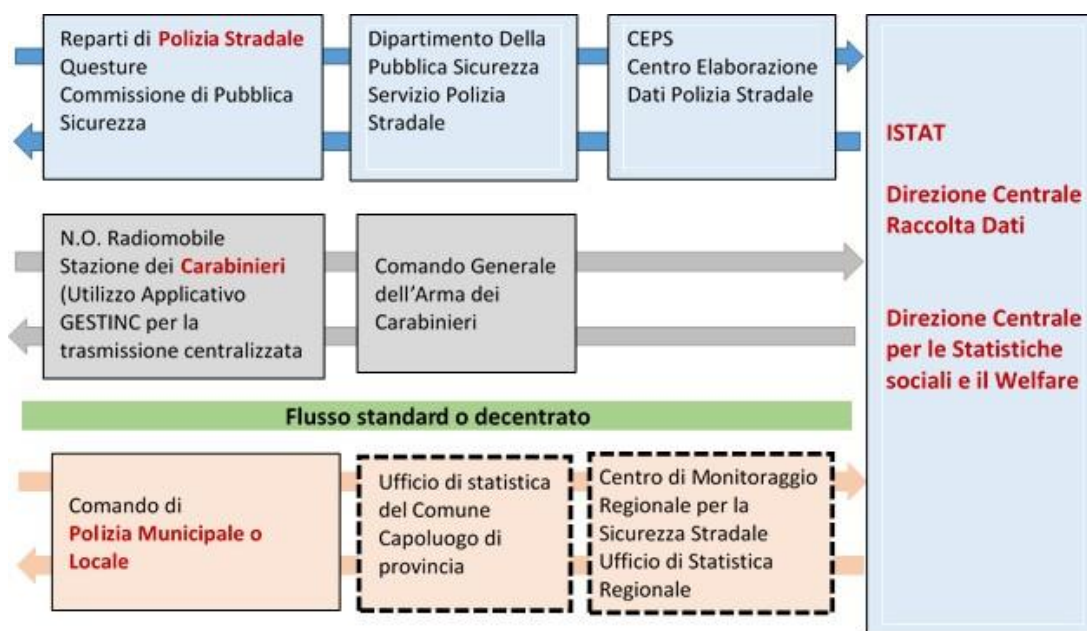 Reparti di Polizia Stradale
Questure
Commissione di Pubblica
Sicurezza
Dipartimento Della
Pubblica Sicurezza
Servizio Polizia
Stradale
CEPS
Centro Elaborazione
Dati Polizia Stradale
ISTAT
Direzione Centrale
Raccolta Dati
Direzione Centrale
per le Statistiche
sociali e il Welfare
N.O. Radiomobile
Stazione dei Carabinieri
(Utilizzo Applicativo
GESTINC per la
trasmissione centralizzata
Comando Generale
dell'Arma dei
Carabinieri
Flusso standard o decentrato
Comando di
Polizia Municipale o
Locale
Ufficio di statistica
del Comune
Capoluogo di
provincia
Centro di Monitoraggio
Regionale per la
Sicurezza Stradale
Ufficio di Statistica
Regionale